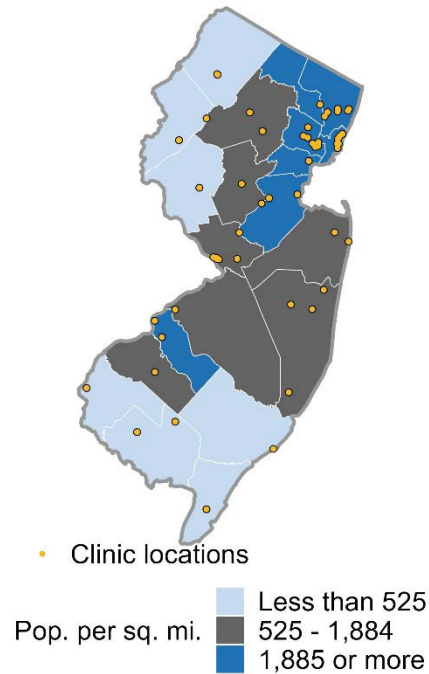 Clinic locations
Pop. per sq. mi.
Less than 525
525 - 1,884
1,885 or more